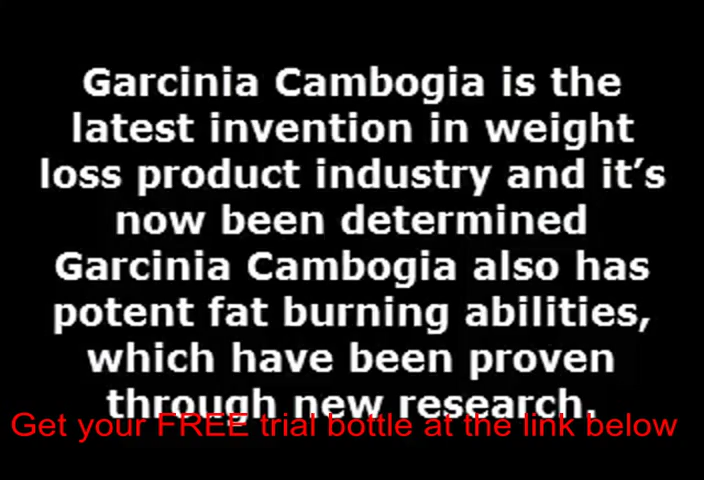 Garcinia Cambogia is the
latest invention in weight
loss product industry and it’s
now been determined
Garcinia Cambogia also has
potent fat burning abilities,
which have been proven
through new research.
Get your FREE trial bottle at the link below